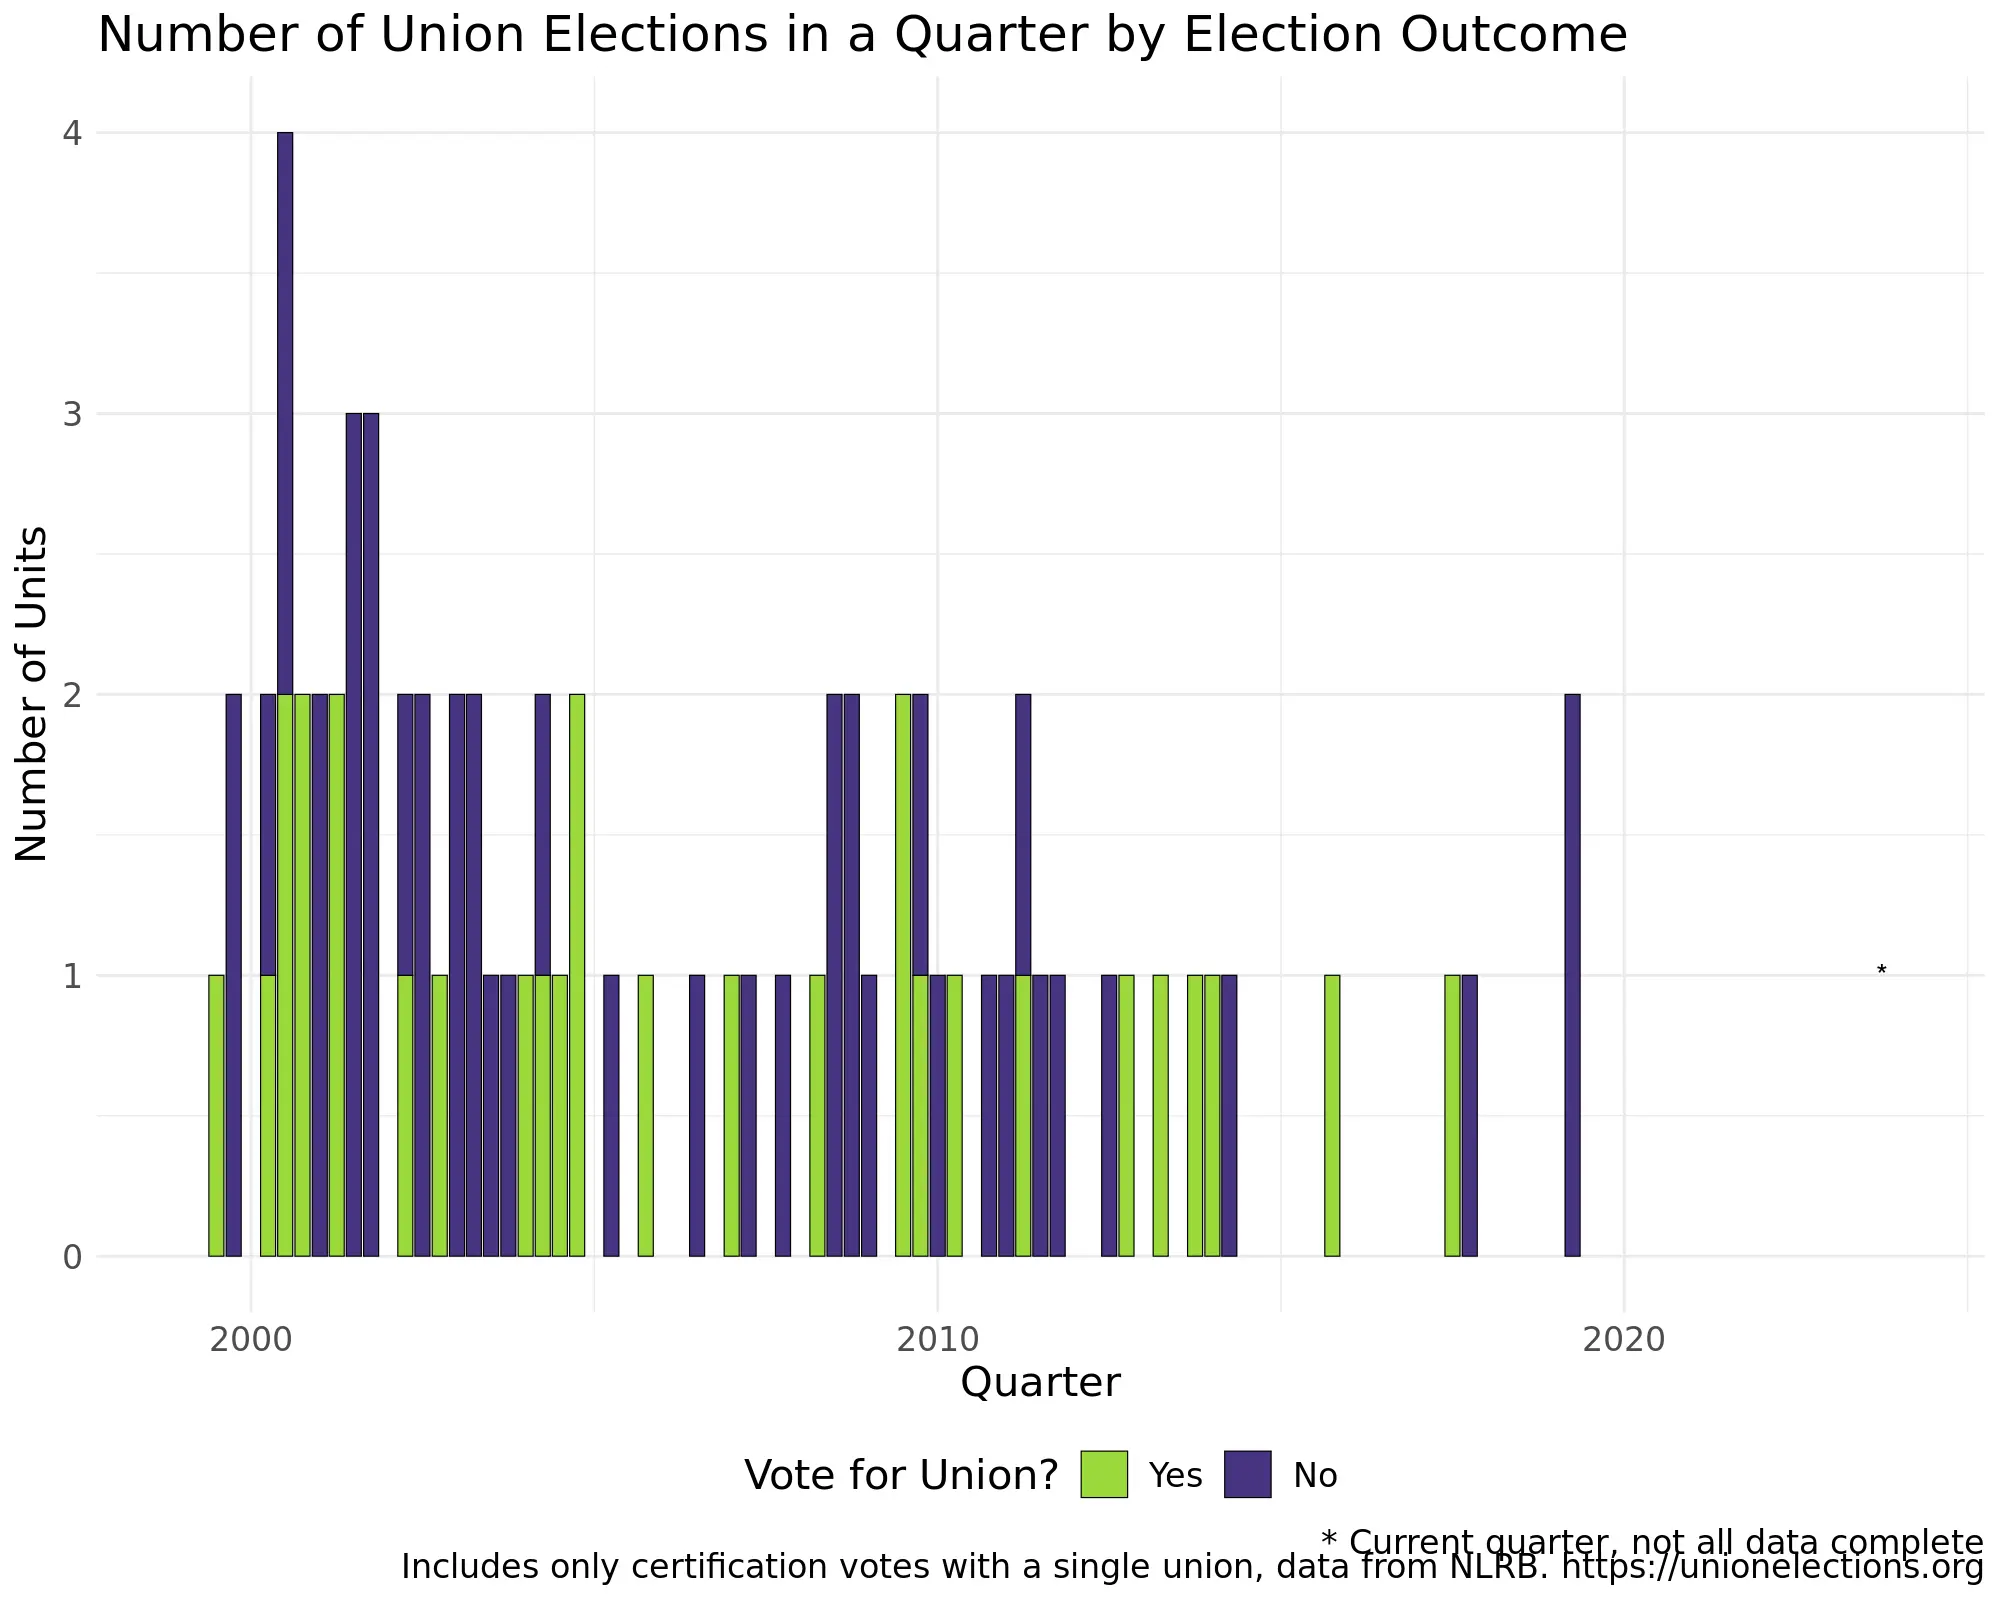 Number of Union Elections in a Quarter by Election Outcome
Number of Units
4
3
2
1
0
*
2000 2010 2020
Quarter
Vote for Union? Yes No
* Current quarter, not all data complete
Includes only certification votes with a single union, data from NLRB. https://unionelections.org